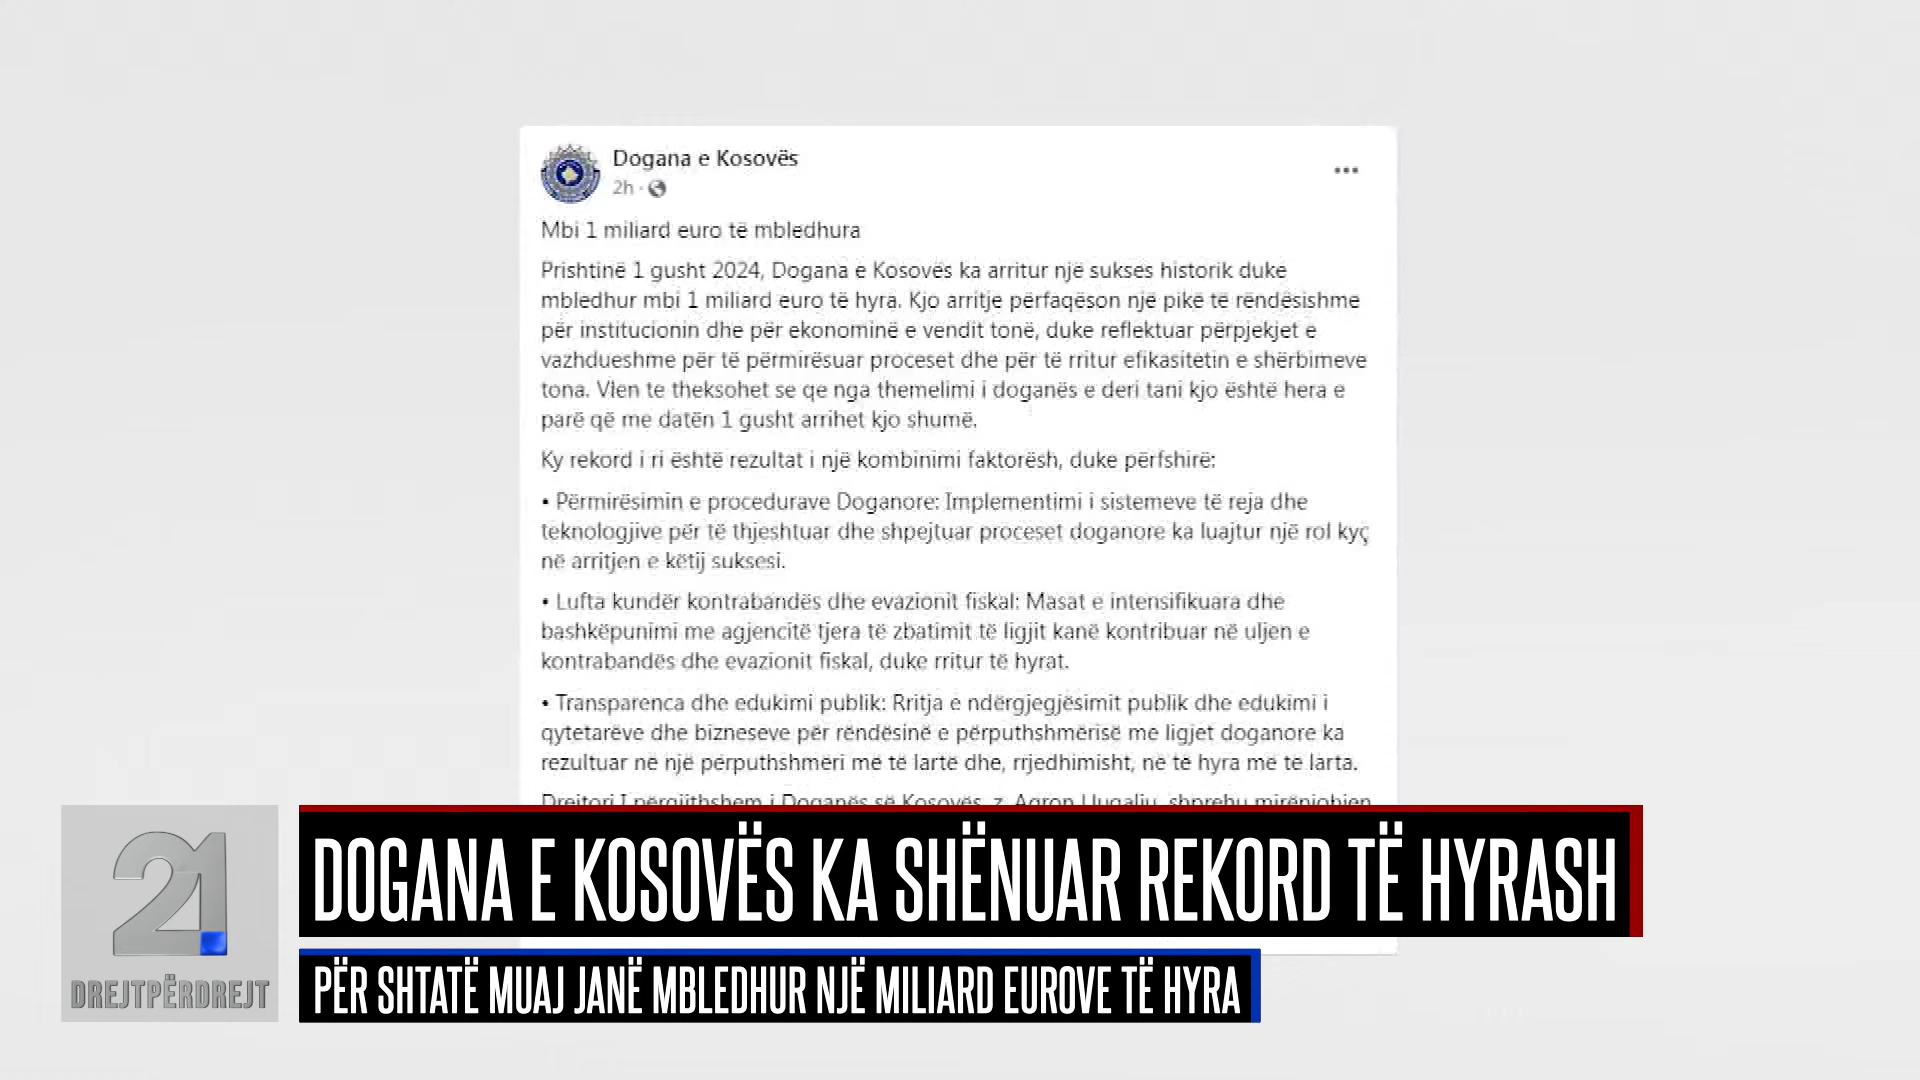 Dogana e Kosovës
2h ·
Mbi 1 miliard euro të mbledhura
Prishtinë 1 gusht 2024, Dogana e Kosovës ka arritur një sukses historik duke
mbledhur mbi 1 miliard euro të hyra. Kjo arritje përfaqëson një pikë të rëndësishme
për institucionin dhe për ekonominë e vendit tonë, duke reflektuar përpjekjet e
vazhdueshme për të përmirësuar proceset dhe për të rritur efikasitetin e shërbimeve
tona. Vlen te theksohet se qe nga themelimi i doganës e deri tani kjo është hera e
parë që me datën 1 gusht arrihet kjo shumë.
Ky rekord i ri është rezultat i një kombinimi faktorësh, duke përfshirë:
• Përmirësimin e procedurave Doganore: Implementimi i sistemeve të reja dhe
teknologjive për të thjeshtuar dhe shpejtuar proceset doganore ka luajtur një rol kyç
në arritjen e këtij suksesi.
• Lufta kundër kontrabandës dhe evazionit fiskal: Masat e intensifikuara dhe
bashkëpunimi me agjencitë tjera të zbatimit të ligjit kanë kontribuar në uljen e
kontrabandës dhe evazionit fiskal, duke rritur të hyrat.
• Transparenca dhe edukimi publik: Rritja e ndërgjegjësimit publik dhe edukimi i
qytetarëve dhe bizneseve për rëndësinë e përputhshmërisë me ligjet doganore ka
rezultuar në një përputhshmëri më të lartë dhe, rrjedhimisht, në të hyra më të larta.
Drejtori I përgjithshëm i Doganës së Kosovës, z. Agron Llugaliu, shprehu mirënjohjen
DOGANA E KOSOVËS KA SHËNUAR REKORD TË HYRASH
PËR SHTATË MUAJ JANË MBLEDHUR NJË MILIARD EUROVE TË HYRA
21
DREJTPËRDREJT